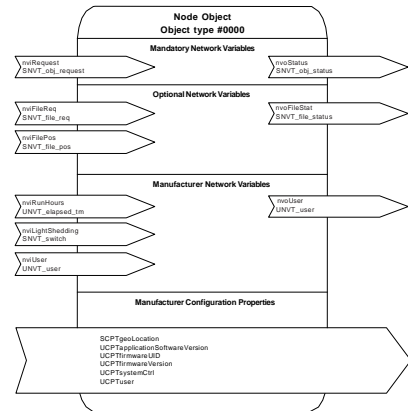 Node Object
Object type #0000
Mandatory Network Variables
nviRequest
SNVT_obj_request
nvoStatus
SNVT_obj_status
Optional Network Variables
nviFileReq
SNVT_file_req
nvoFileStat
SNVT_file_status
nviFilePos
SNVT_file_pos
Manufacturer Network Variables
nviRunHours
UNVT_elapsed_tm
nvoUser
UNVT_user
nviLightShedding
SNVT_switch
nviUser
UNVT_user
Manufacturer Configuration Properties
SCPTgeoLocation
UCPTapplicationSoftwareVersion
UCPTfirmwareUID
UCPTfirmwareVersion
UCPTsystemCtrl
UCPTuser